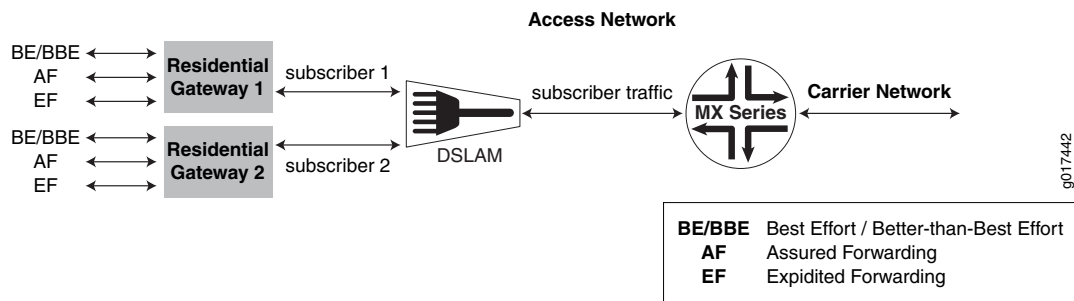 Access Network
BE/BBE
AF
EF
Residential
Gateway 1
subscriber 1
BE/BBE
AF
EF
Residential
Gateway 2
subscriber 2
DSLAM
subscriber traffic
MX Series
Carrier Network
g017442
BE/BBE Best Effort / Better-than-Best Effort
AF Assured Forwarding
EF Expidited Forwarding